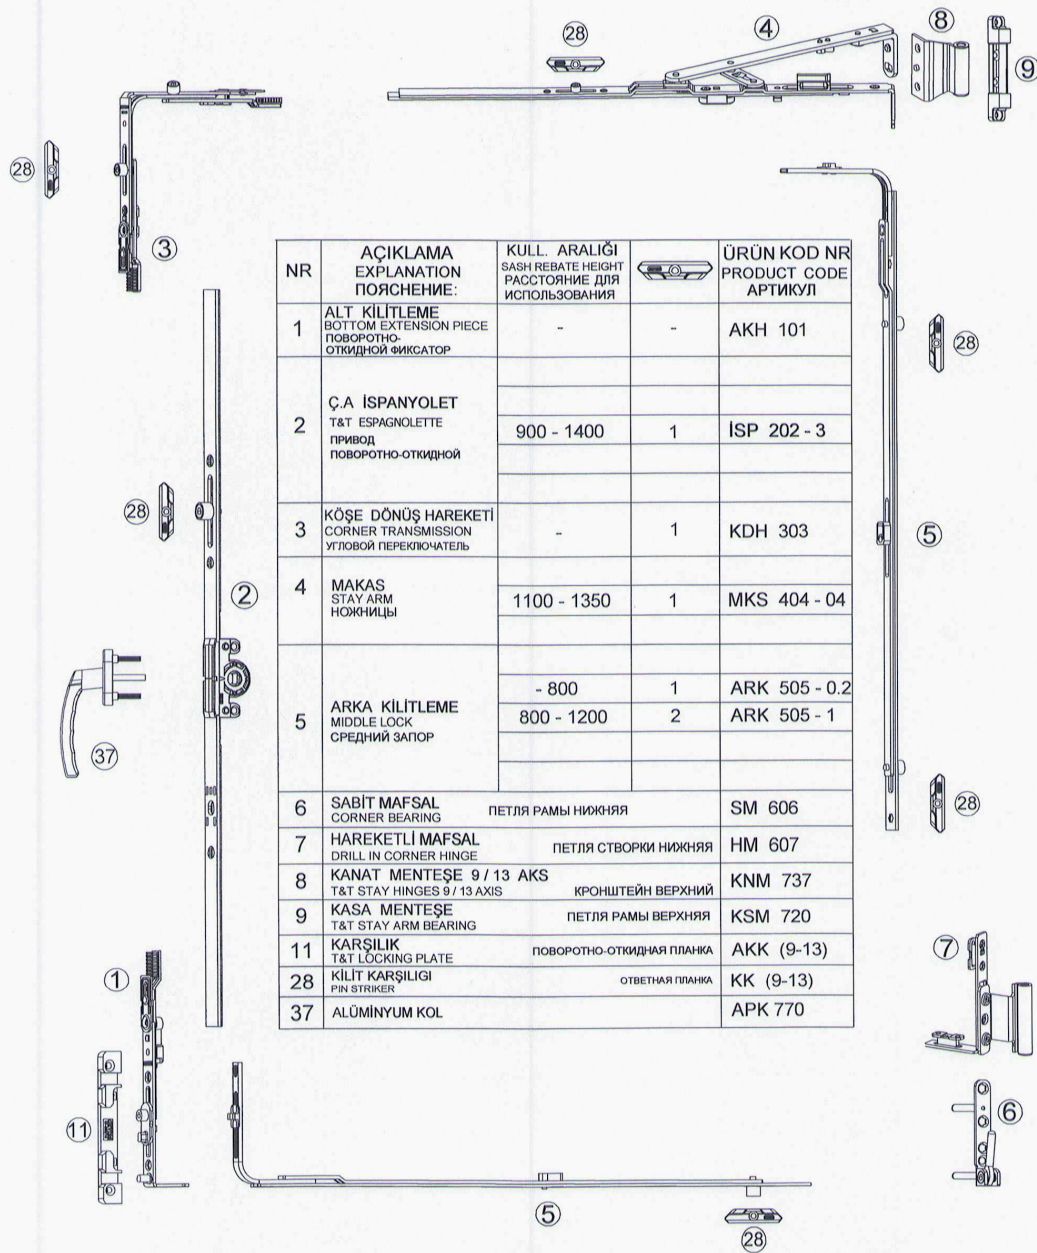 28
4
8
9
28
3
NR
AÇIKLAMA
EXPLANATION
ПОЯСНЕНИЕ:
KULL. ARALIĞI
SASH REBATE HEIGHT
РАССТОЯНИЕ ДЛЯ
ИСПОЛЬЗОВАНИЯ
ÜRÜN KOD NR
PRODUCT CODE
АРТИКУЛ
1
ALT KİLİTLEME
BOTTOM EXTENSION PIECE
ПОВОРОТНО-
ОТКИДНОЙ ФИКСАТОР
- - AKH 101
2
Ç.A İSPANYOLET
T&T ESPAGNOLETTE
ПРИВОД
ПОВОРОТНО-ОТКИДНОЙ
900 - 1400 1 İSP 202 - 3
3
KÖŞE DÖNÜŞ HAREKETİ
CORNER TRANSMISSION
УГЛОВОЙ ПЕРЕКЛЮЧАТЕЛЬ
- 1 KDH 303
4
MAKAS
STAY ARM
НОЖНИЦЫ
1100 - 1350 1 MKS 404 - 04
5
ARKA KİLİTLEME
MIDDLE LOCK
СРЕДНИЙ ЗАПОР
- 800 1 ARK 505 - 0.2
800 - 1200 2 ARK 505 - 1
6
SABİT MAFSAL
CORNER BEARING
ПЕТЛЯ РАМЫ НИЖНЯЯ
SM 606
7
HAREKETLİ MAFSAL
DRILL IN CORNER HINGE
ПЕТЛЯ СТВОРКИ НИЖНЯЯ
HM 607
8
KANAT MENTEŞE 9 / 13 AKS
T&T STAY HINGES 9 / 13 AXIS
КРОНШТЕЙН ВЕРХНИЙ
KNM 737
9
KASA MENTEŞE
T&T STAY ARM BEARING
ПЕТЛЯ РАМЫ ВЕРХНЯЯ
KSM 720
11
KARŞILIK
T&T LOCKING PLATE
ПОВОРОТНО-ОТКИДНАЯ ПЛАНКА
AKK (9-13)
28
KİLİT KARŞILIGI
PIN STRIKER
ОТВЕТНАЯ ПЛАНКА
KK (9-13)
37
ALÜMİNYUM KOL
APK 770
28
28
5
2
37
28
7
1
11
6
5
28